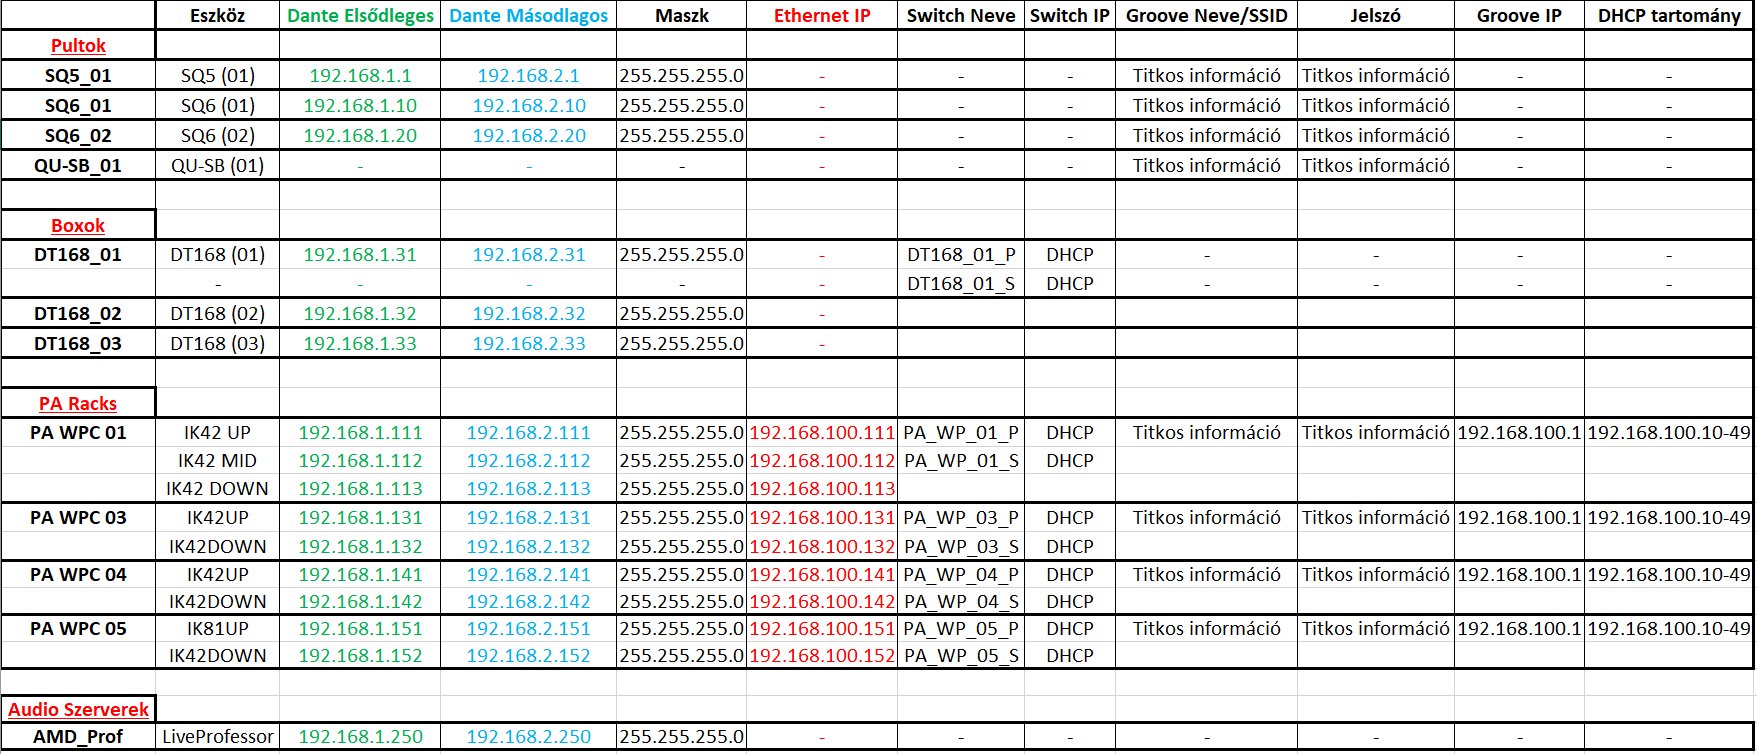 Eszköz Dante Elsődleges Dante Másodlagos Maszk Ethernet IP Switch Neve Switch IP Groove Neve/SSID Jelszó Groove IP DHCP tartomány
Pultok
SQ5_01 SQ5 (01) 192.168.1.1 192.168.2.1 255.255.255.0 - - - Titkos információ Titkos információ - -
SQ6_01 SQ6 (01) 192.168.1.10 192.168.2.10 255.255.255.0 - - - Titkos információ Titkos információ - -
SQ6_02 SQ6 (02) 192.168.1.20 192.168.2.20 255.255.255.0 - - - Titkos információ Titkos információ - -
QU-SB_01 QU-SB (01) - - - - - - Titkos információ Titkos információ - -
Boxok
DT168_01 DT168 (01) 192.168.1.31 192.168.2.31 255.255.255.0 - DT168_01_P DHCP - - - -
- - - - - DT168_01_S DHCP - - - -
DT168_02 DT168 (02) 192.168.1.32 192.168.2.32 255.255.255.0 -
DT168_03 DT168 (03) 192.168.1.33 192.168.2.33 255.255.255.0 -
PA Racks
PA WPC 01 IK42 UP 192.168.1.111 192.168.2.111 255.255.255.0 192.168.100.111 PA_WP_01_P DHCP Titkos információ Titkos információ 192.168.100.1 192.168.100.10-49
IK42 MID 192.168.1.112 192.168.2.112 255.255.255.0 192.168.100.112 PA_WP_01_S DHCP
IK42 DOWN 192.168.1.113 192.168.2.113 255.255.255.0 192.168.100.113
PA WPC 03 IK42UP 192.168.1.131 192.168.2.131 255.255.255.0 192.168.100.131 PA_WP_03_P DHCP Titkos információ Titkos információ 192.168.100.1 192.168.100.10-49
IK42DOWN 192.168.1.132 192.168.2.132 255.255.255.0 192.168.100.132 PA_WP_03_S DHCP
PA WPC 04 IK42UP 192.168.1.141 192.168.2.141 255.255.255.0 192.168.100.141 PA_WP_04_P DHCP Titkos információ Titkos információ 192.168.100.1 192.168.100.10-49
IK42DOWN 192.168.1.142 192.168.2.142 255.255.255.0 192.168.100.142 PA_WP_04_S DHCP
PA WPC 05 IK81UP 192.168.1.151 192.168.2.151 255.255.255.0 192.168.100.151 PA_WP_05_P DHCP Titkos információ Titkos információ 192.168.100.1 192.168.100.10-49
IK42DOWN 192.168.1.152 192.168.2.152 255.255.255.0 192.168.100.152 PA_WP_05_S DHCP
Audio Szerverek
AMD_Prof LiveProfessor 192.168.1.250 192.168.2.250 255.255.255.0 - - - - - - -